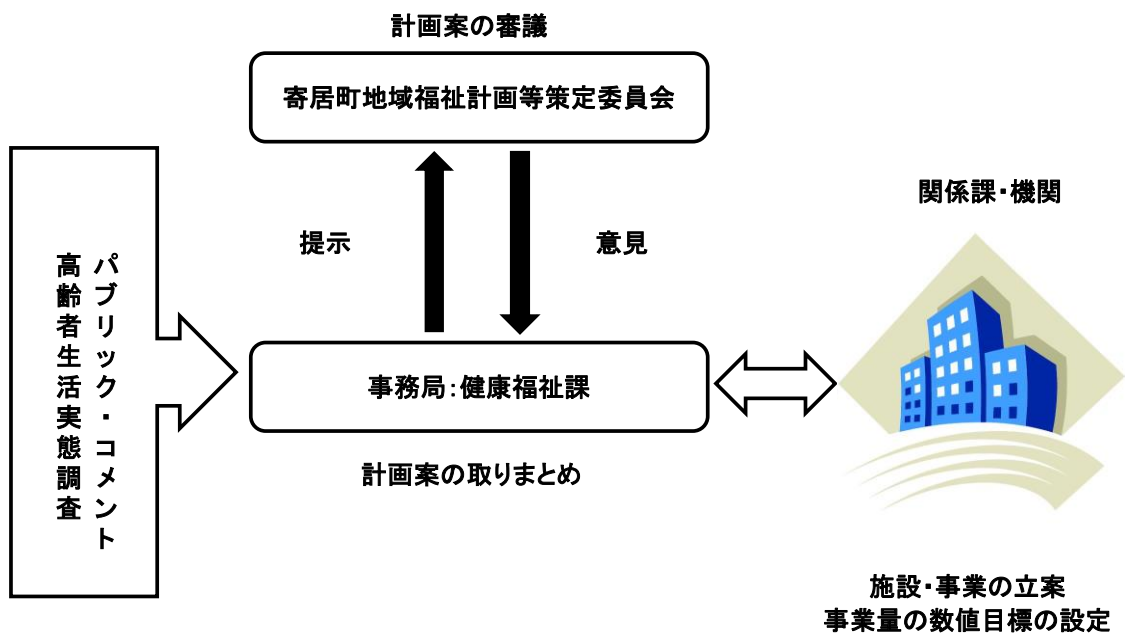 計画案の審議
寄居町地域福祉計画等策定委員会
提示
意見
関係課・機関
パブリック・コメント
高齢者生活実態調査
事務局：健康福祉課
計画案の取りまとめ
施設・事業の立案
事業量の数値目標の設定